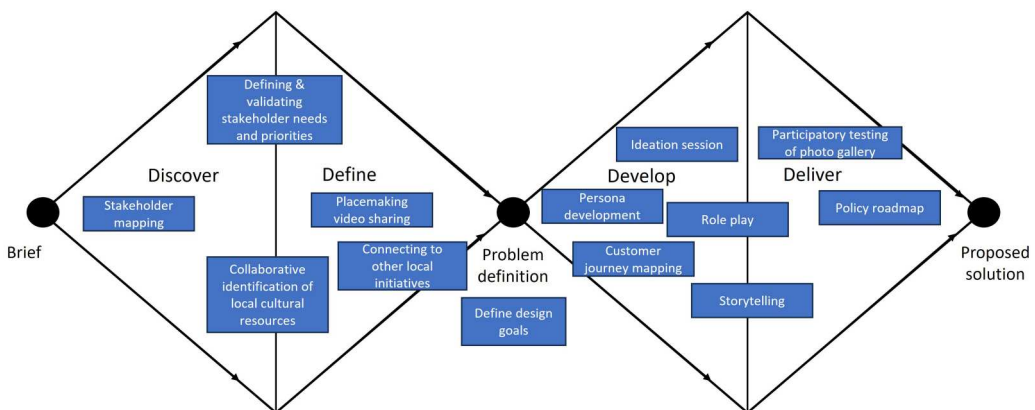 Defining &
validating
stakeholder needs
and priorities
Discover
Stakeholder
mapping
Brief
Collaborative
identification of
local cultural
resources
Define
Placemaking
video sharing
Connecting to
other local
initiatives
Problem
definition
Define design
goals
Ideation session
Develop
Persona
development
Role play
Customer
journey mapping
Storytelling
Participatory testing
of photo gallery
Deliver
Policy roadmap
Proposed
solution